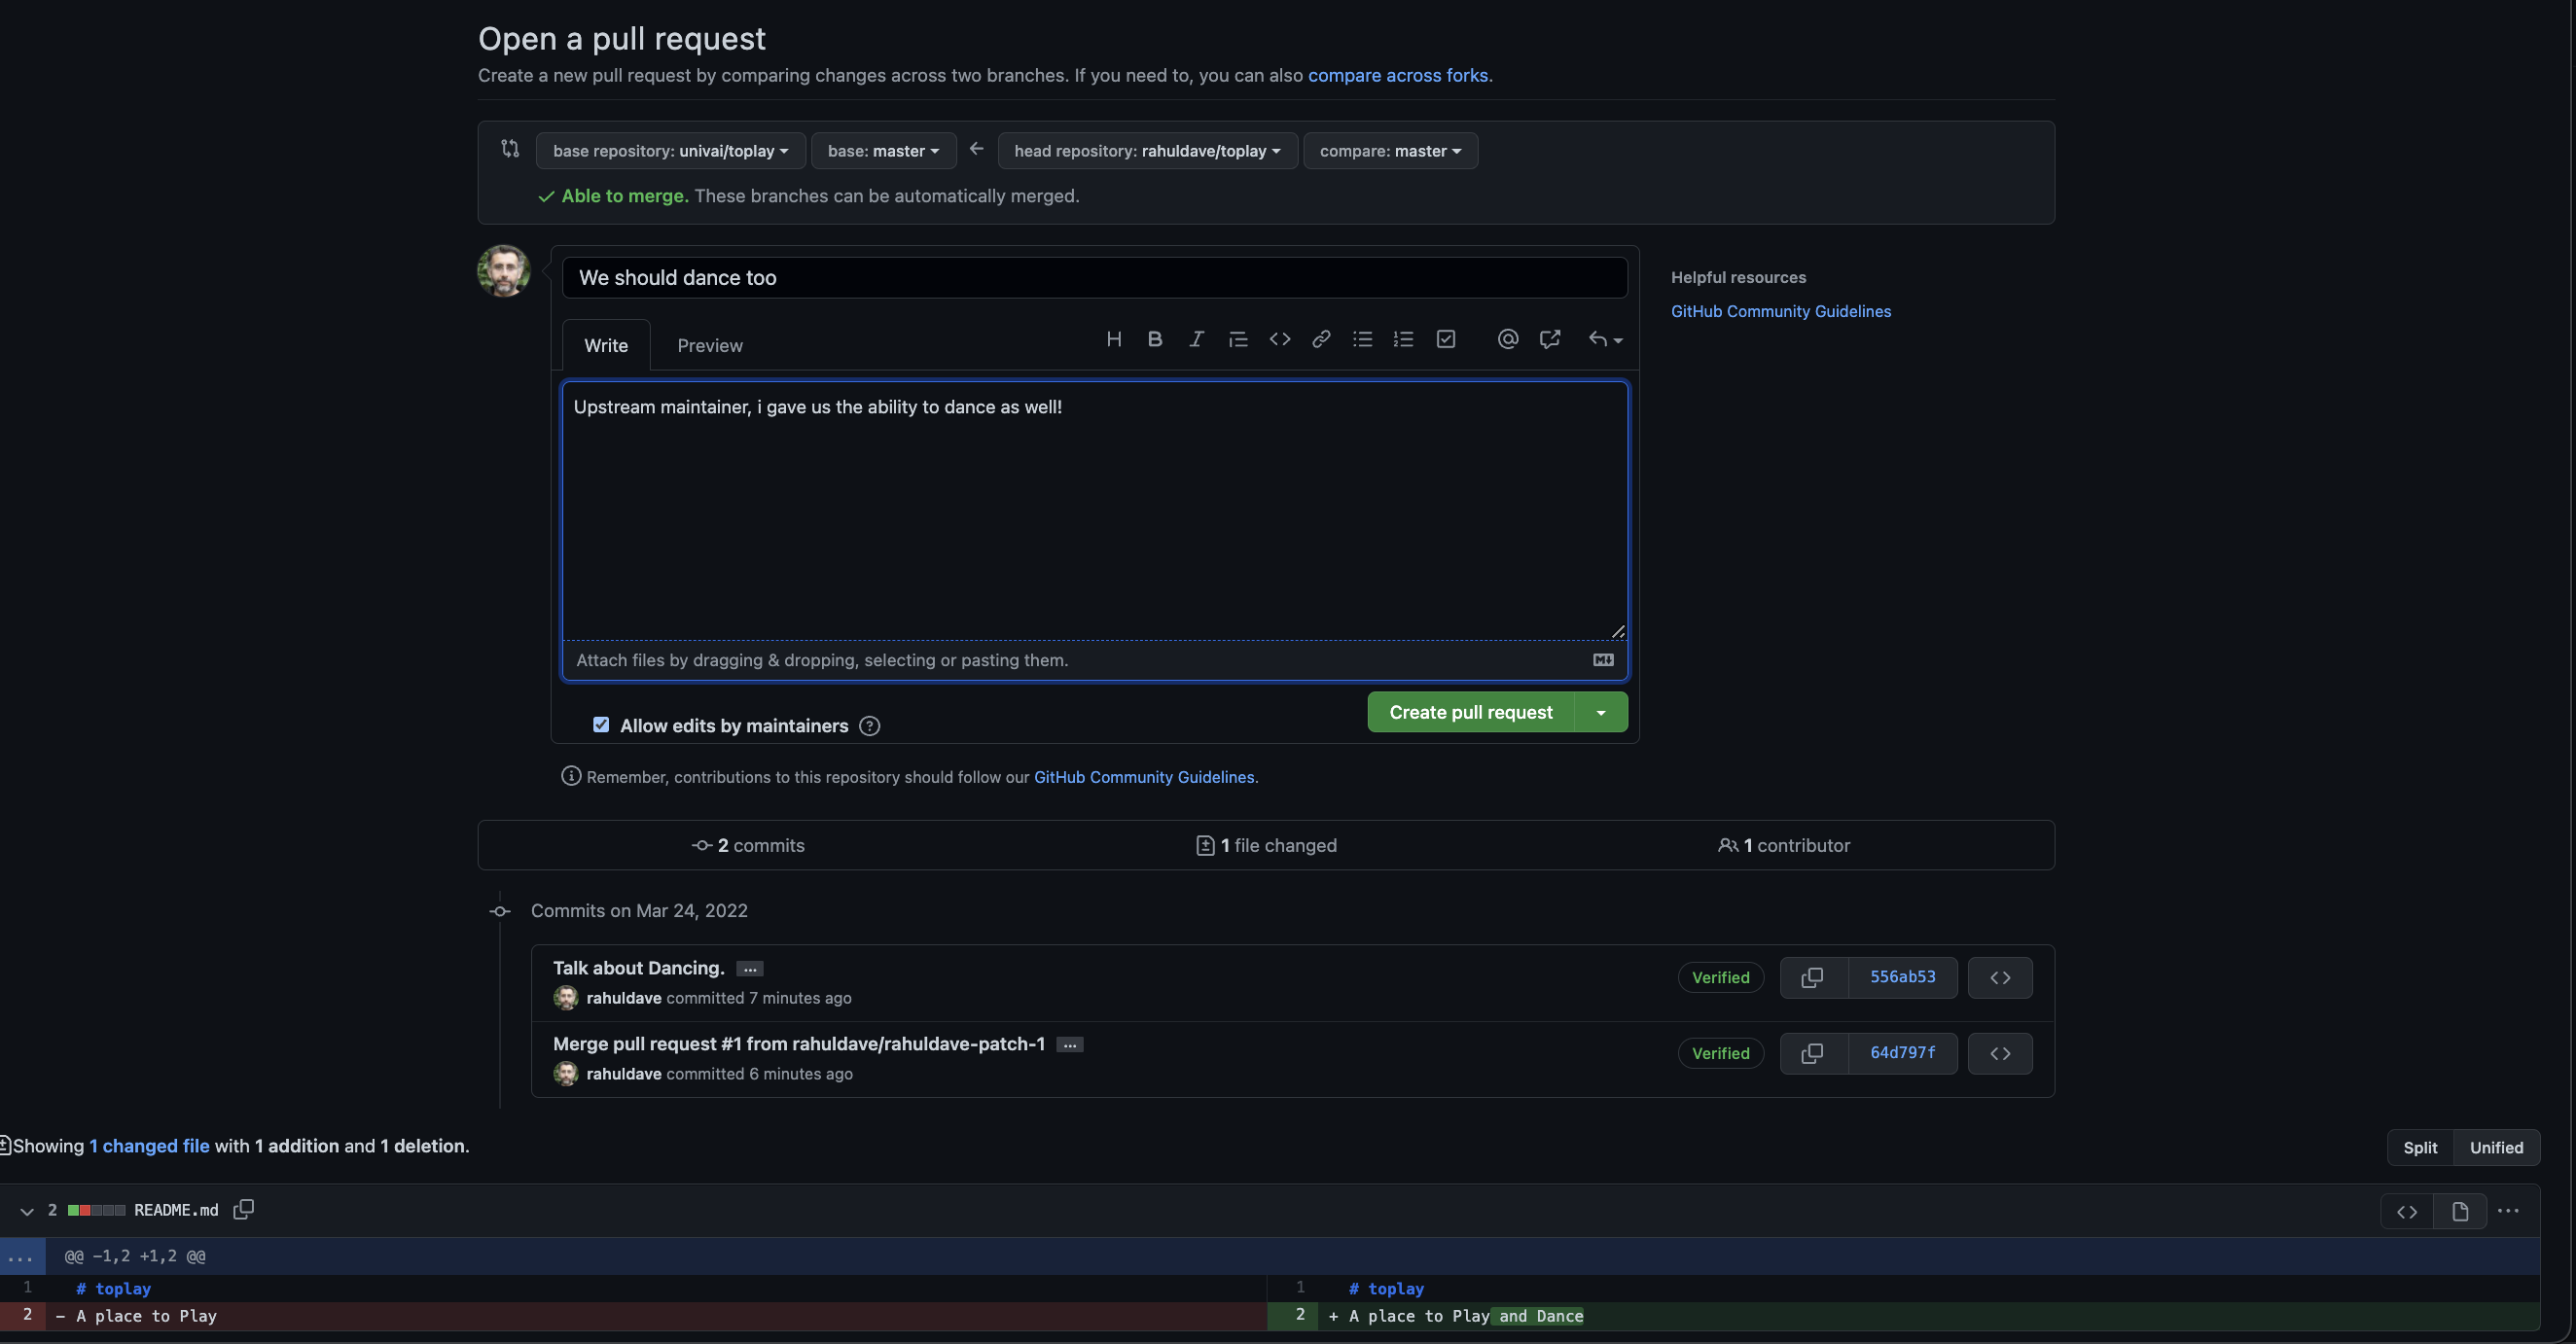 Open a pull request
Create a new pull request by comparing changes across two branches. If you need to, you can also compare across forks.
base repository: univai/toplay base: master head repository: rahuldave/toplay compare: master
Able to merge. These branches can be automatically merged.
We should dance too
Helpful resources
GitHub Community Guidelines
Write Preview
Upstream maintainer, i gave us the ability to dance as well!
Attach files by dragging & dropping, selecting or pasting them.
Allow edits by maintainers
Create pull request
Remember, contributions to this repository should follow our GitHub Community Guidelines.
2 commits 1 file changed 1 contributor
Commits on Mar 24, 2022
Talk about Dancing. …
rahuldave committed 7 minutes ago
Verified 556ab53
Merge pull request #1 from rahuldave/rahuldave-patch-1 …
rahuldave committed 6 minutes ago
Verified 64d797f
Showing 1 changed file with 1 addition and 1 deletion.
Split Unified
2 README.md
... @@ -1,2 +1,2 @@
1 # toplay 1 # toplay
2 - A place to Play 2 + A place to Play and Dance